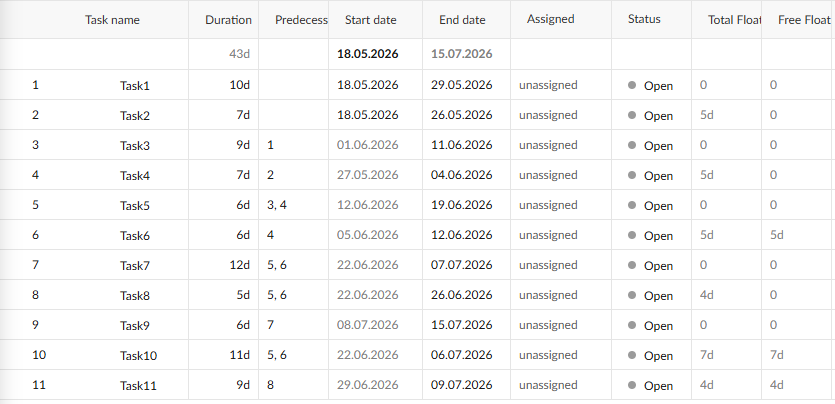 Task name Duration Predecess Start date End date Assigned Status Total Float Free Float
43d 18.05.2026 15.07.2026
1 Task1 10d 18.05.2026 29.05.2026 unassigned Open 0 0
2 Task2 7d 18.05.2026 26.05.2026 unassigned Open 5d 0
3 Task3 9d 1 01.06.2026 11.06.2026 unassigned Open 0 0
4 Task4 7d 2 27.05.2026 04.06.2026 unassigned Open 5d 0
5 Task5 6d 3, 4 12.06.2026 19.06.2026 unassigned Open 0 0
6 Task6 6d 4 05.06.2026 12.06.2026 unassigned Open 5d 5d
7 Task7 12d 5, 6 22.06.2026 07.07.2026 unassigned Open 0 0
8 Task8 5d 5, 6 22.06.2026 26.06.2026 unassigned Open 4d 0
9 Task9 6d 7 08.07.2026 15.07.2026 unassigned Open 0 0
10 Task10 11d 5, 6 22.06.2026 06.07.2026 unassigned Open 7d 7d
11 Task11 9d 8 29.06.2026 09.07.2026 unassigned Open 4d 4d